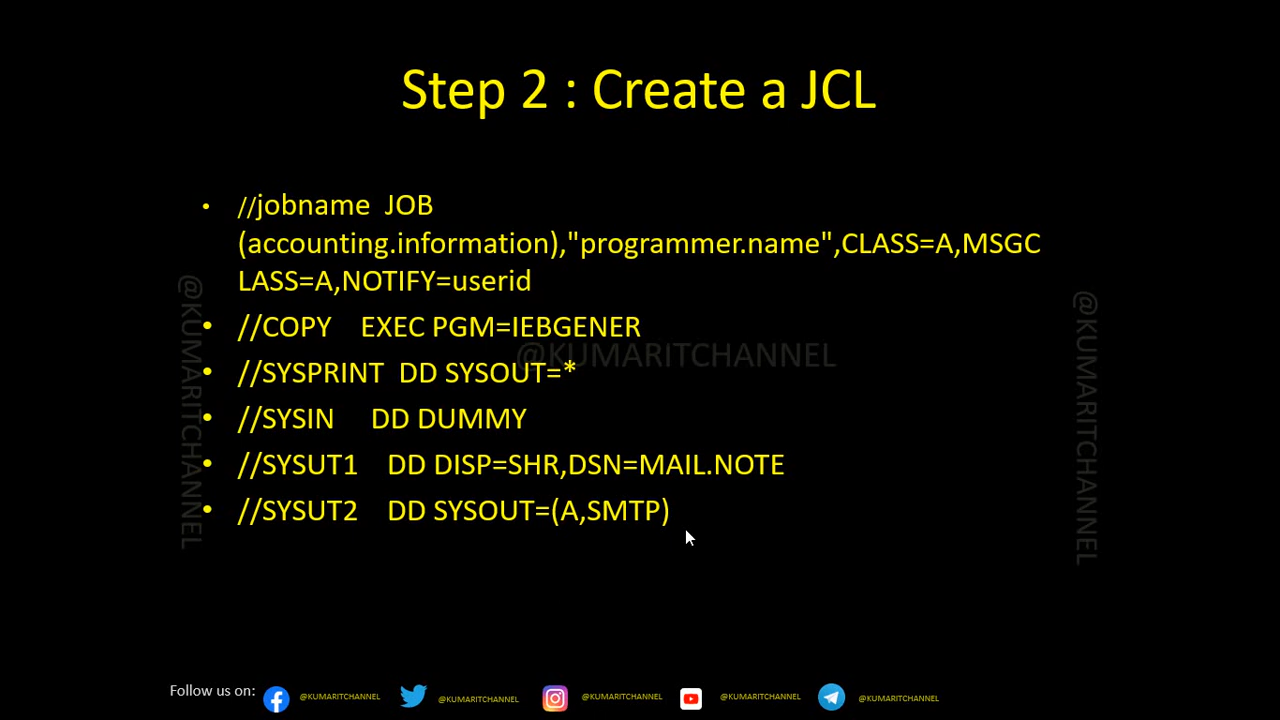 Step 2 : Create a JCL
• //jobname JOB
(accounting.information),"programmer.name",CLASS=A,MSGC
LASS=A,NOTIFY=userid
• //COPY EXEC PGM=IEBGENER
• //SYSPRINT DD SYSOUT=*
• //SYSIN DD DUMMY
• //SYSUT1 DD DISP=SHR,DSN=MAIL.NOTE
• //SYSUT2 DD SYSOUT=(A,SMTP)
@KUMARITCHANNEL
@KUMARITCHANNEL
@KUMARITCHANNEL
Follow us on: @KUMARITCHANNEL @KUMARITCHANNEL @KUMARITCHANNEL @KUMARITCHANNEL @KUMARITCHANNEL